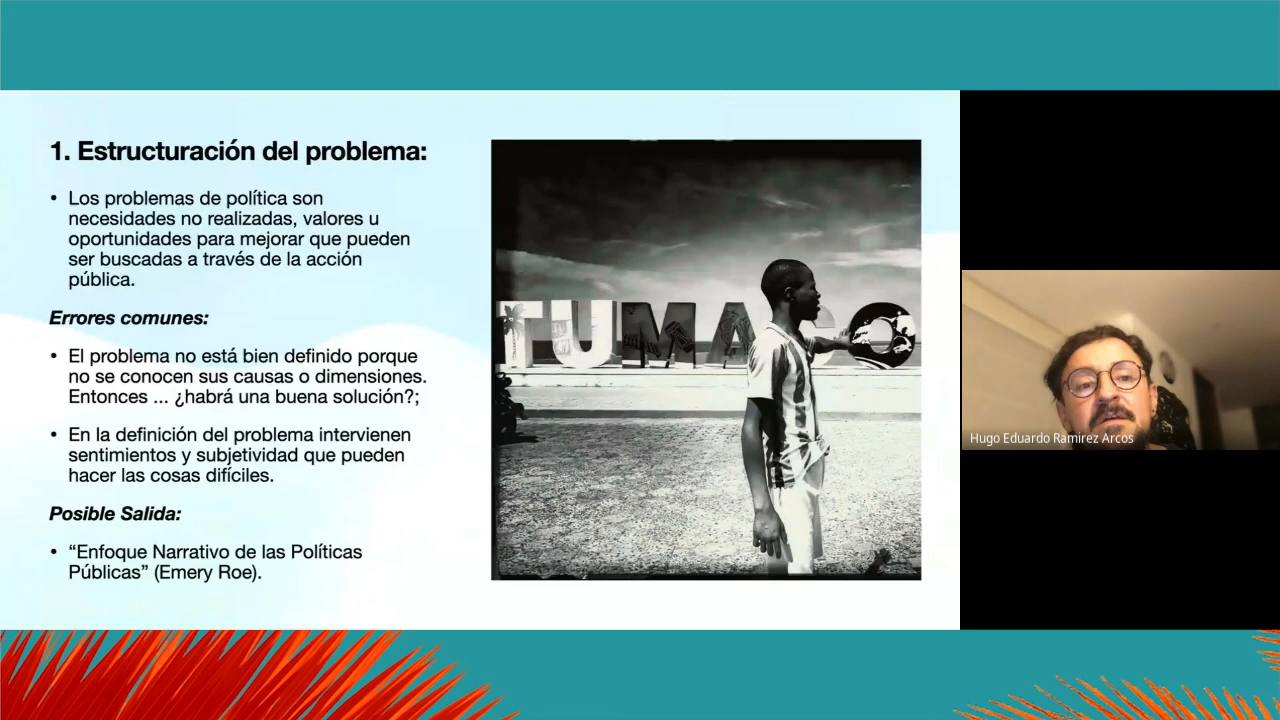 1. Estructuración del problema:
• Los problemas de política son
necesidades no realizadas, valores u
oportunidades para mejorar que pueden
ser buscadas a través de la acción
pública.
Errores comunes:
• El problema no está bien definido porque
no se conocen sus causas o dimensiones.
Entonces ... ¿habrá una buena solución?;
• En la definición del problema intervienen
sentimientos y subjetividad que pueden
hacer las cosas difíciles.
Posible Salida:
• “Enfoque Narrativo de las Políticas
Públicas” (Emery Roe).
TUMACO
Hugo Eduardo Ramirez Arcos